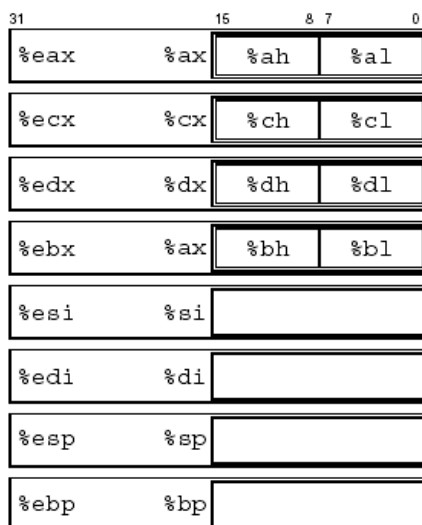 31 15 8 7 0
%eax %ax %ah %al
%ecx %cx %ch %cl
%edx %dx %dh %dl
%ebx %ax %bh %bl
%esi %si
%edi %di
%esp %sp
%ebp %bp